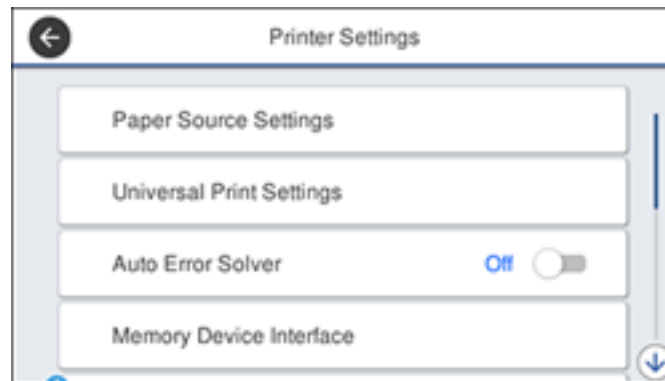 Printer Settings
Paper Source Settings
Universal Print Settings
Auto Error Solver Off
Memory Device Interface